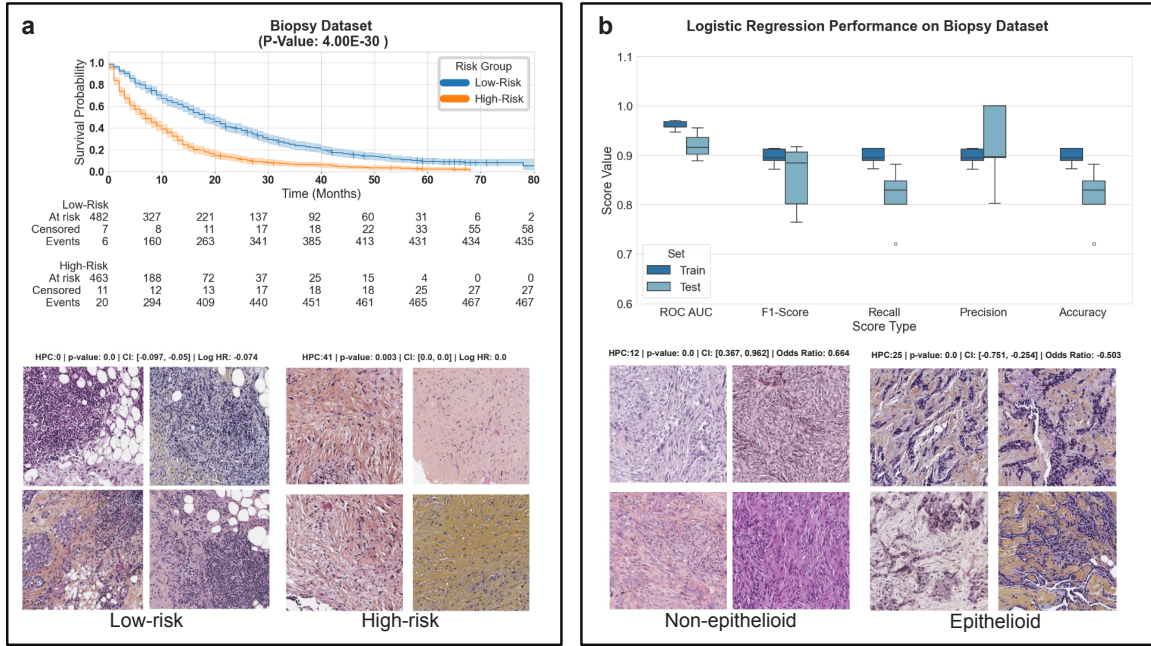 a
Biopsy Dataset
(P-Value: 4.00E-30 )
Survival Probability
1.0
0.8
0.6
0.4
0.2
0.0
0 10 20 30 40 50 60 70 80
Time (Months)
Risk Group
Low-Risk
High-Risk
Low-Risk
At risk 482 327 221 137 92 60 31 6 2
Censored 7 8 11 17 18 22 33 55 58
Events 6 160 263 341 385 413 431 434 435
High-Risk
At risk 463 188 72 37 25 15 4 0 0
Censored 11 12 13 17 18 18 25 27 27
Events 20 294 409 440 451 461 465 467 467
HPC:0 | p-value: 0.0 | CI: [-0.097, -0.05] | Log HR: -0.074
HPC:41 | p-value: 0.003 | CI: [0.0, 0.0] | Log HR: 0.0
Low-risk
High-risk
b
Logistic Regression Performance on Biopsy Dataset
Score Value
1.1
1.0
0.9
0.8
0.7
0.6
Set
Train
Test
ROC AUC F1-Score Recall Precision Accuracy
Score Type
HPC:12 | p-value: 0.0 | CI: [0.367, 0.962] | Odds Ratio: 0.664
HPC:25 | p-value: 0.0 | CI: [-0.751, -0.254] | Odds Ratio: -0.503
Non-epithelioid
Epithelioid